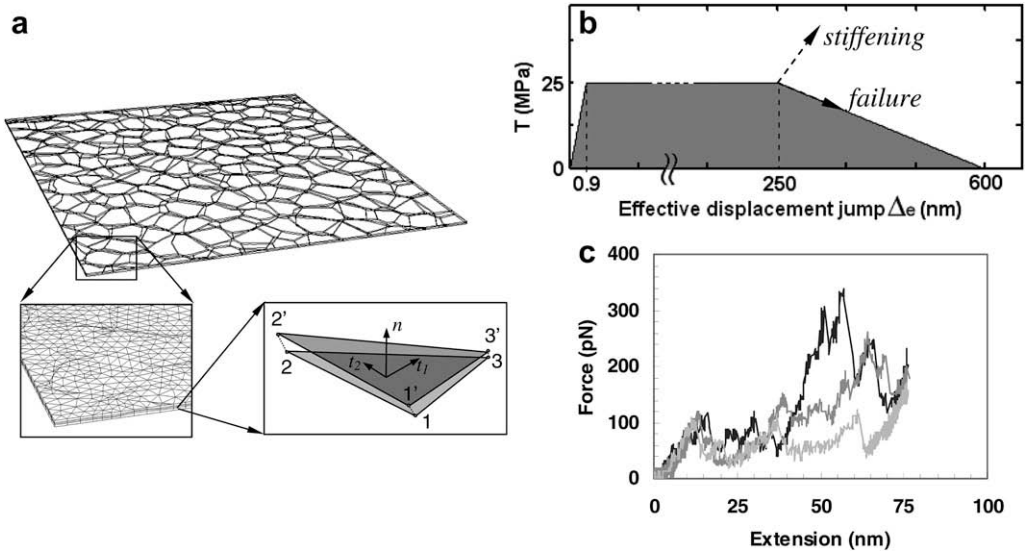 a
2'
n
3'
2
t2
t1
3
1'
1
b
stiffening
failure
T (MPa)
25
0
0.9
250
600
Effective displacement jump Δe (nm)
c
400
300
200
100
0
Force (pN)
0
25
50
75
100
Extension (nm)